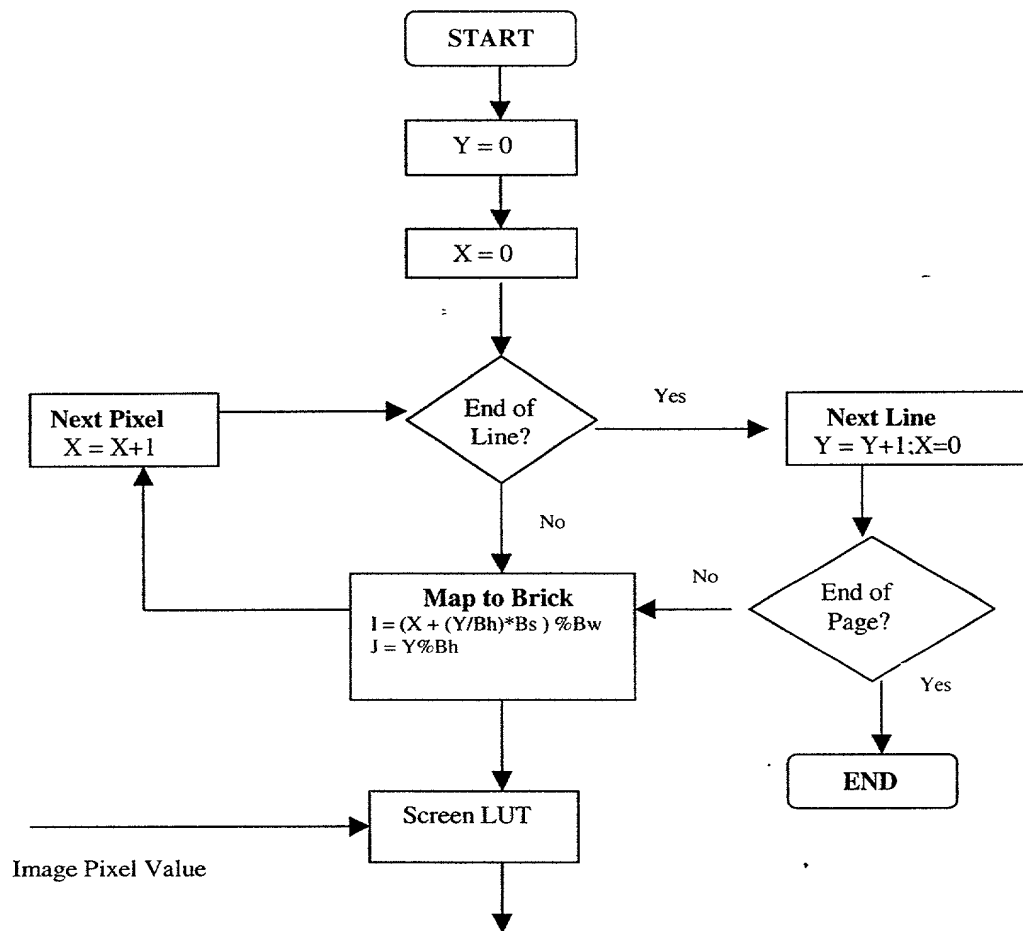 START
Y = 0
X = 0
End of
Line?
Yes
Next Pixel
X = X+1
Next Line
Y = Y+1;X=0
No
Map to Brick
I = (X + (Y/Bh)*Bs ) %Bw
J = Y%Bh
No
End of
Page?
Yes
END
Screen LUT
Image Pixel Value